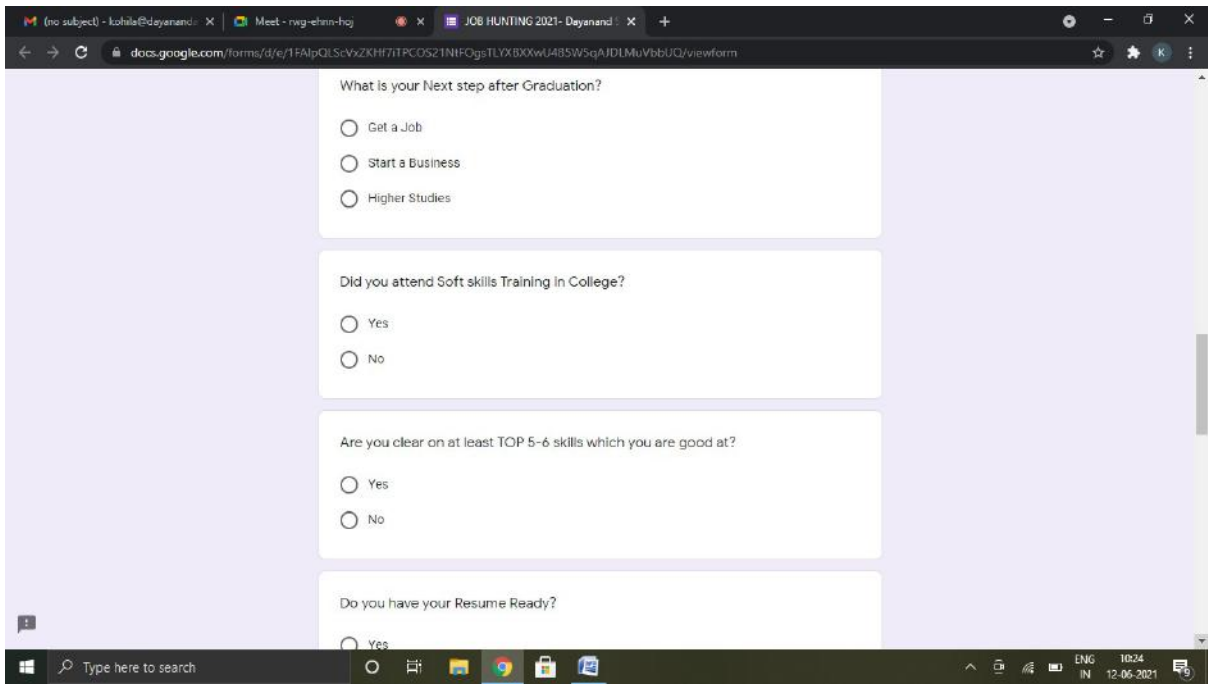 (no subject) - kohila@dayananda
Meet - rwg-ehnn-hoj
JOB HUNTING 2021- Dayanand
docs.google.com/forms/d/e/
K
What is your Next step after Graduation?
Get a Job
Start a Business
Higher Studies
Did you attend Soft skills Training in College?
Yes
No
Are you clear on at least TOP 5-6 skills which you are good at?
Yes
No
Do you have your Resume Ready?
Yes
Type here to search
ENG
IN
10:24
12-06-2021